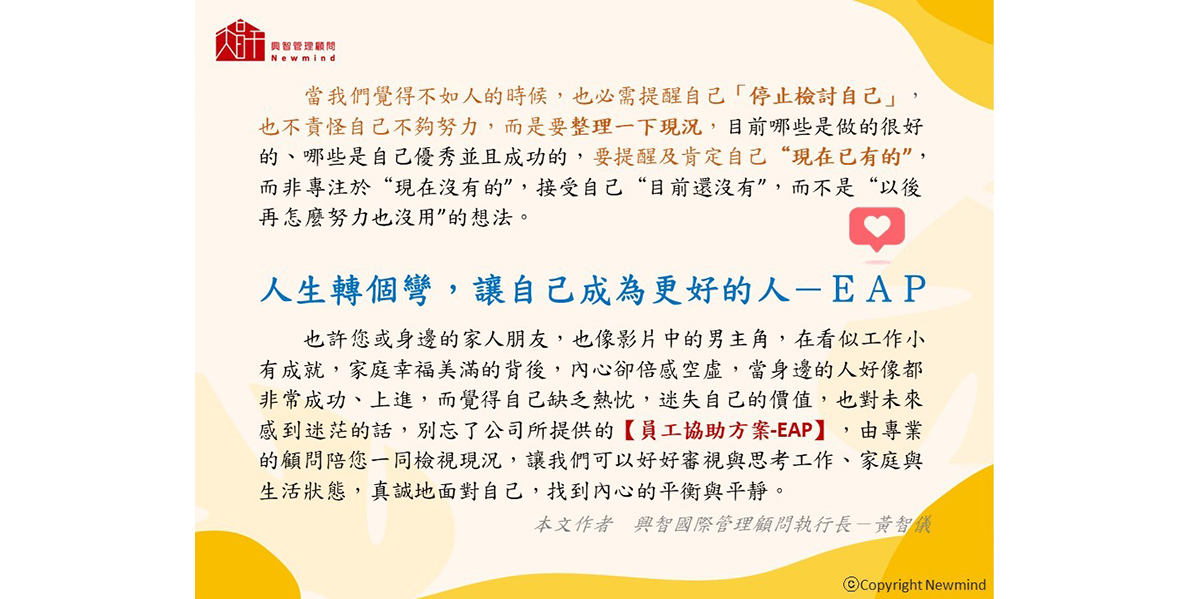 興智管理顧問
Newmind
當我們覺得不如人的時候，也必需提醒自己「停止檢討自己」，
也不責怪自己不夠努力，而是要整理一下現況，目前哪些是做的很好
的、哪些是自己優秀並且成功的，要提醒及肯定自己“現在已有的”，
而非專注於“現在沒有的”，接受自己“目前還沒有”，而不是“以後
再怎麼努力也沒用”的想法。
人生轉個彎，讓自己成為更好的人－ＥＡＰ
也許您或身邊的家人朋友，也像影片中的男主角，在看似工作小
有成就，家庭幸福美滿的背後，內心卻倍感空虛，當身邊的人好像都
非常成功、上進，而覺得自己缺乏熱忱，迷失自己的價值，也對未來
感到迷茫的話，別忘了公司所提供的【員工協助方案-EAP】，由專業
的顧問陪您一同檢視現況，讓我們可以好好審視與思考工作、家庭與
生活狀態，真誠地面對自己，找到內心的平衡與平靜。
本文作者　興智國際管理顧問執行長－黃智儀
©Copyright Newmind